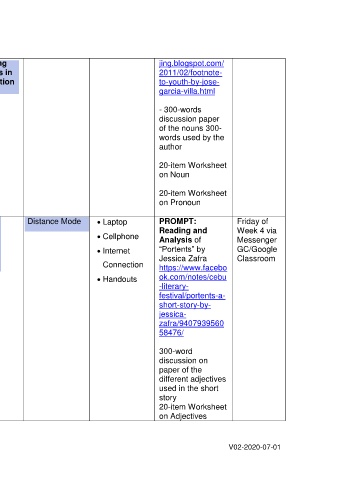 ng
s in
tion
jing.blogspot.com/
2011/02/footnote-
to-youth-by-jose-
garcia-villa.html
- 300-words
discussion paper
of the nouns 300-
words used by the
author
20-item Worksheet
on Noun
20-item Worksheet
on Pronoun
Distance Mode
• Laptop
• Cellphone
• Internet
Connection
• Handouts
PROMPT:
Reading and
Analysis of
“Portents” by
Jessica Zafra
https://www.facebo
ok.com/notes/cebu
-literary-
festival/portents-a-
short-story-by-
jessica-
zafra/9407939560
58476/
300-word
discussion on
paper of the
different adjectives
used in the short
story
20-item Worksheet
on Adjectives
Friday of
Week 4 via
Messenger
GC/Google
Classroom
V02-2020-07-01